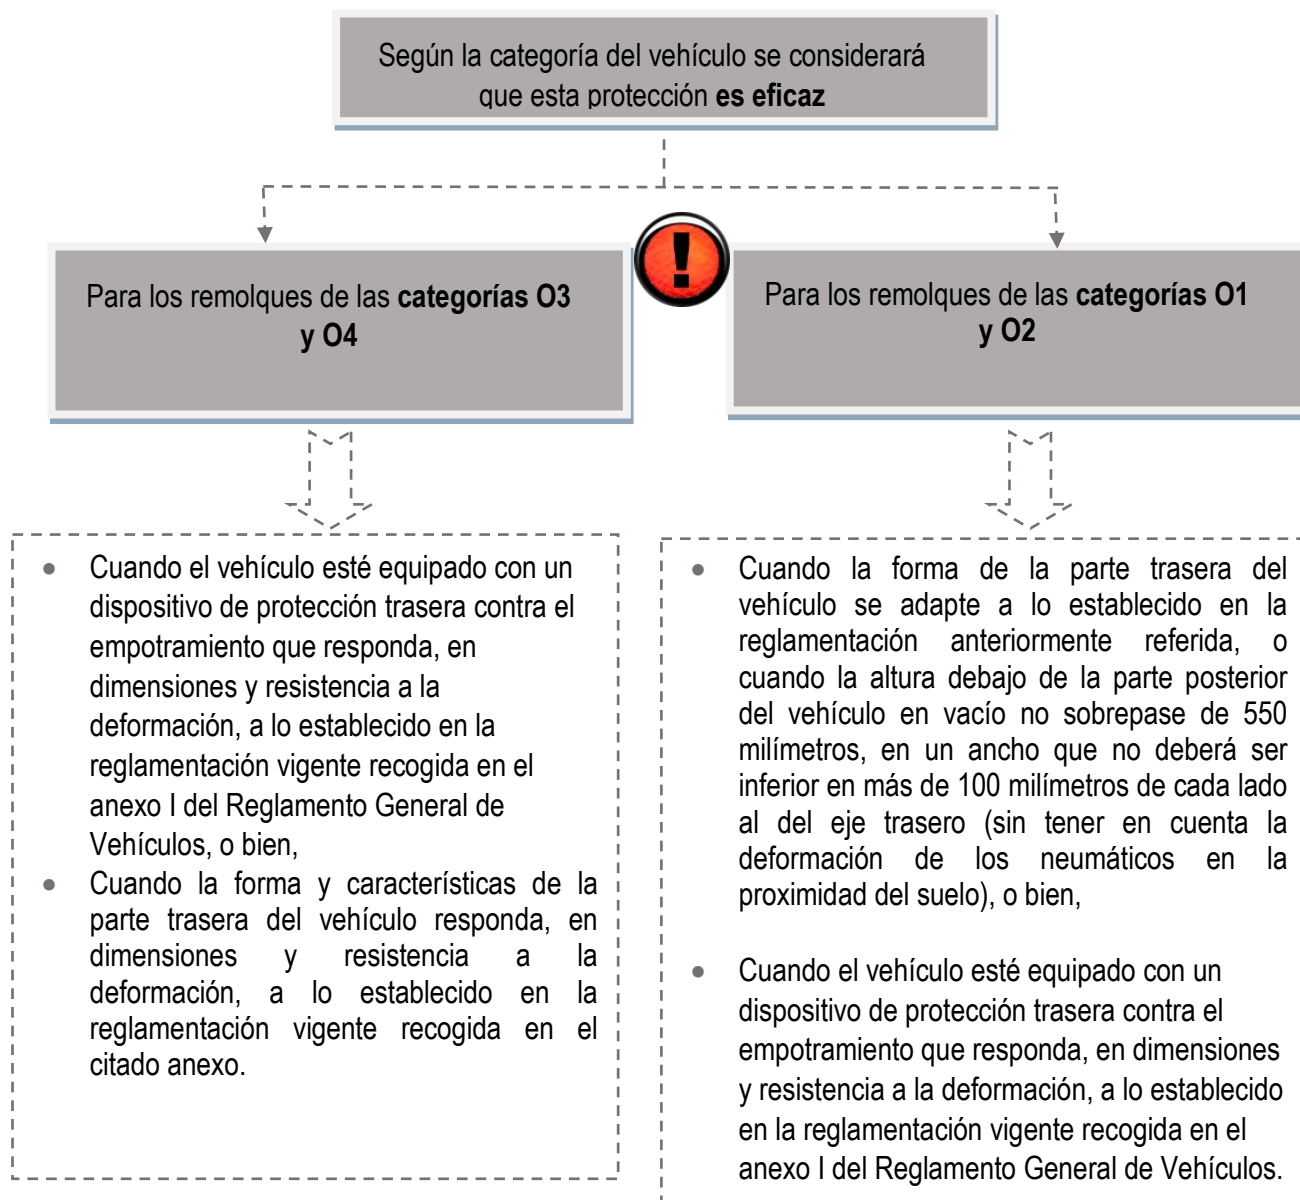 Según la categoría del vehículo se considerará
que esta protección es eficaz
!
Para los remolques de las categorías O3
y O4
Para los remolques de las categorías O1
y O2
• Cuando el vehículo esté equipado con un
dispositivo de protección trasera contra el
empotramiento que responda, en
dimensiones y resistencia a la
deformación, a lo establecido en la
reglamentación vigente recogida en el
anexo I del Reglamento General de
Vehículos, o bien,
• Cuando la forma y características de la
parte trasera del vehículo responda, en
dimensiones y resistencia a la
deformación, a lo establecido en la
reglamentación vigente recogida en el
citado anexo.
• Cuando la forma de la parte trasera del
vehículo se adapte a lo establecido en la
reglamentación anteriormente referida, o
cuando la altura debajo de la parte posterior
del vehículo en vacío no sobrepase de 550
milímetros, en un ancho que no deberá ser
inferior en más de 100 milímetros de cada lado
al del eje trasero (sin tener en cuenta la
deformación de los neumáticos en la
proximidad del suelo), o bien,
• Cuando el vehículo esté equipado con un
dispositivo de protección trasera contra el
empotramiento que responda, en dimensiones
y resistencia a la deformación, a lo establecido
en la reglamentación vigente recogida en el
anexo I del Reglamento General de Vehículos.